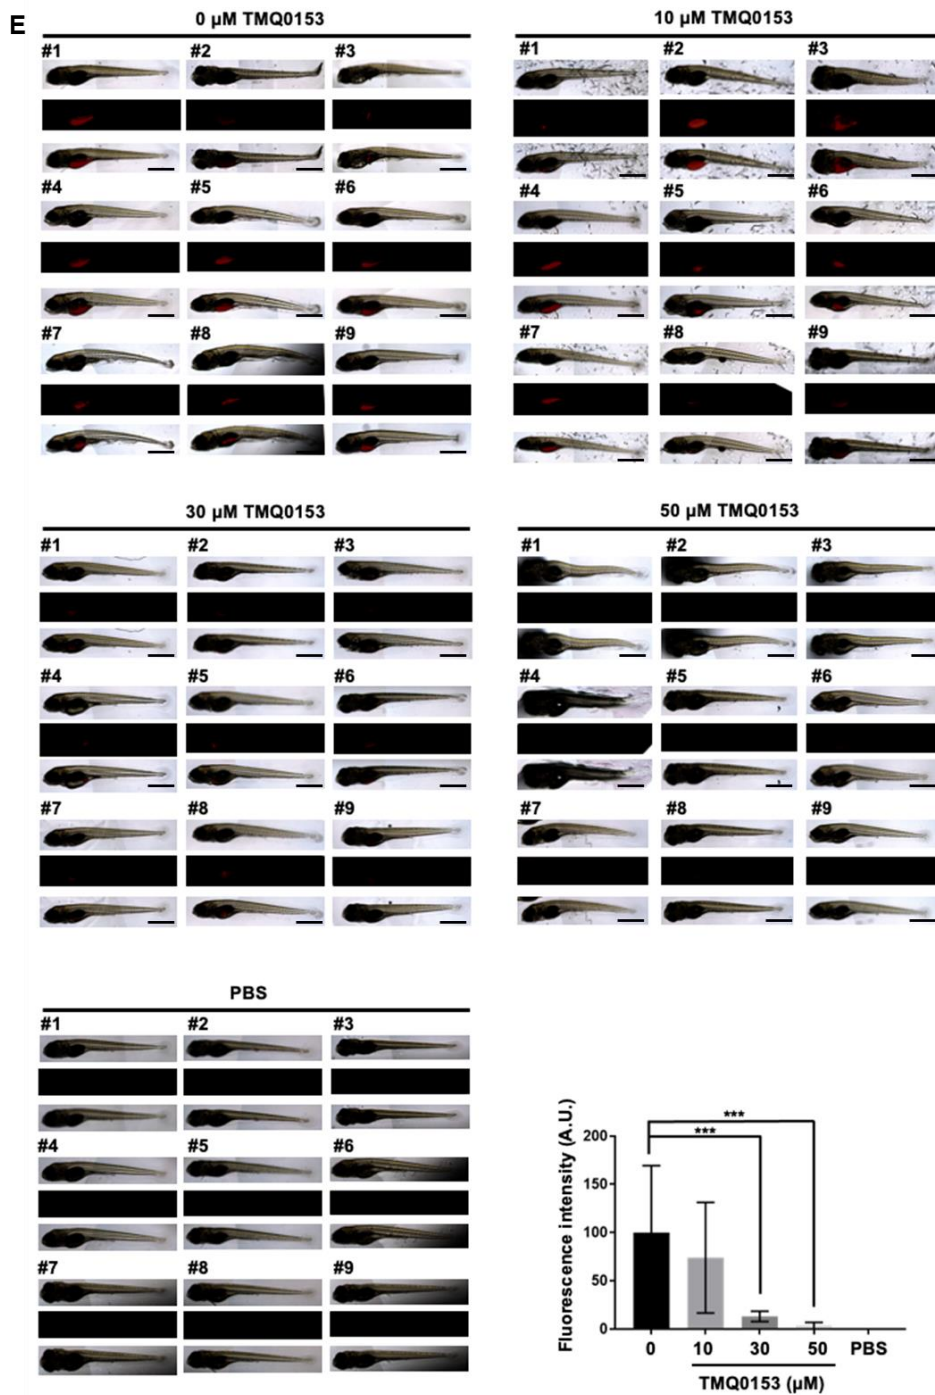 E
0 µM TMQ0153
#1 #2 #3
#4 #5 #6
#7 #8 #9
10 µM TMQ0153
#1 #2 #3
#4 #5 #6
#7 #8 #9
30 µM TMQ0153
#1 #2 #3
#4 #5 #6
#7 #8 #9
50 µM TMQ0153
#1 #2 #3
#4 #5 #6
#7 #8 #9
PBS
#1 #2 #3
#4 #5 #6
#7 #8 #9
Fluorescence intensity (A.U.)
200
150
100
50
0
***
***
0 10 30 50 PBS
TMQ0153 (µM)